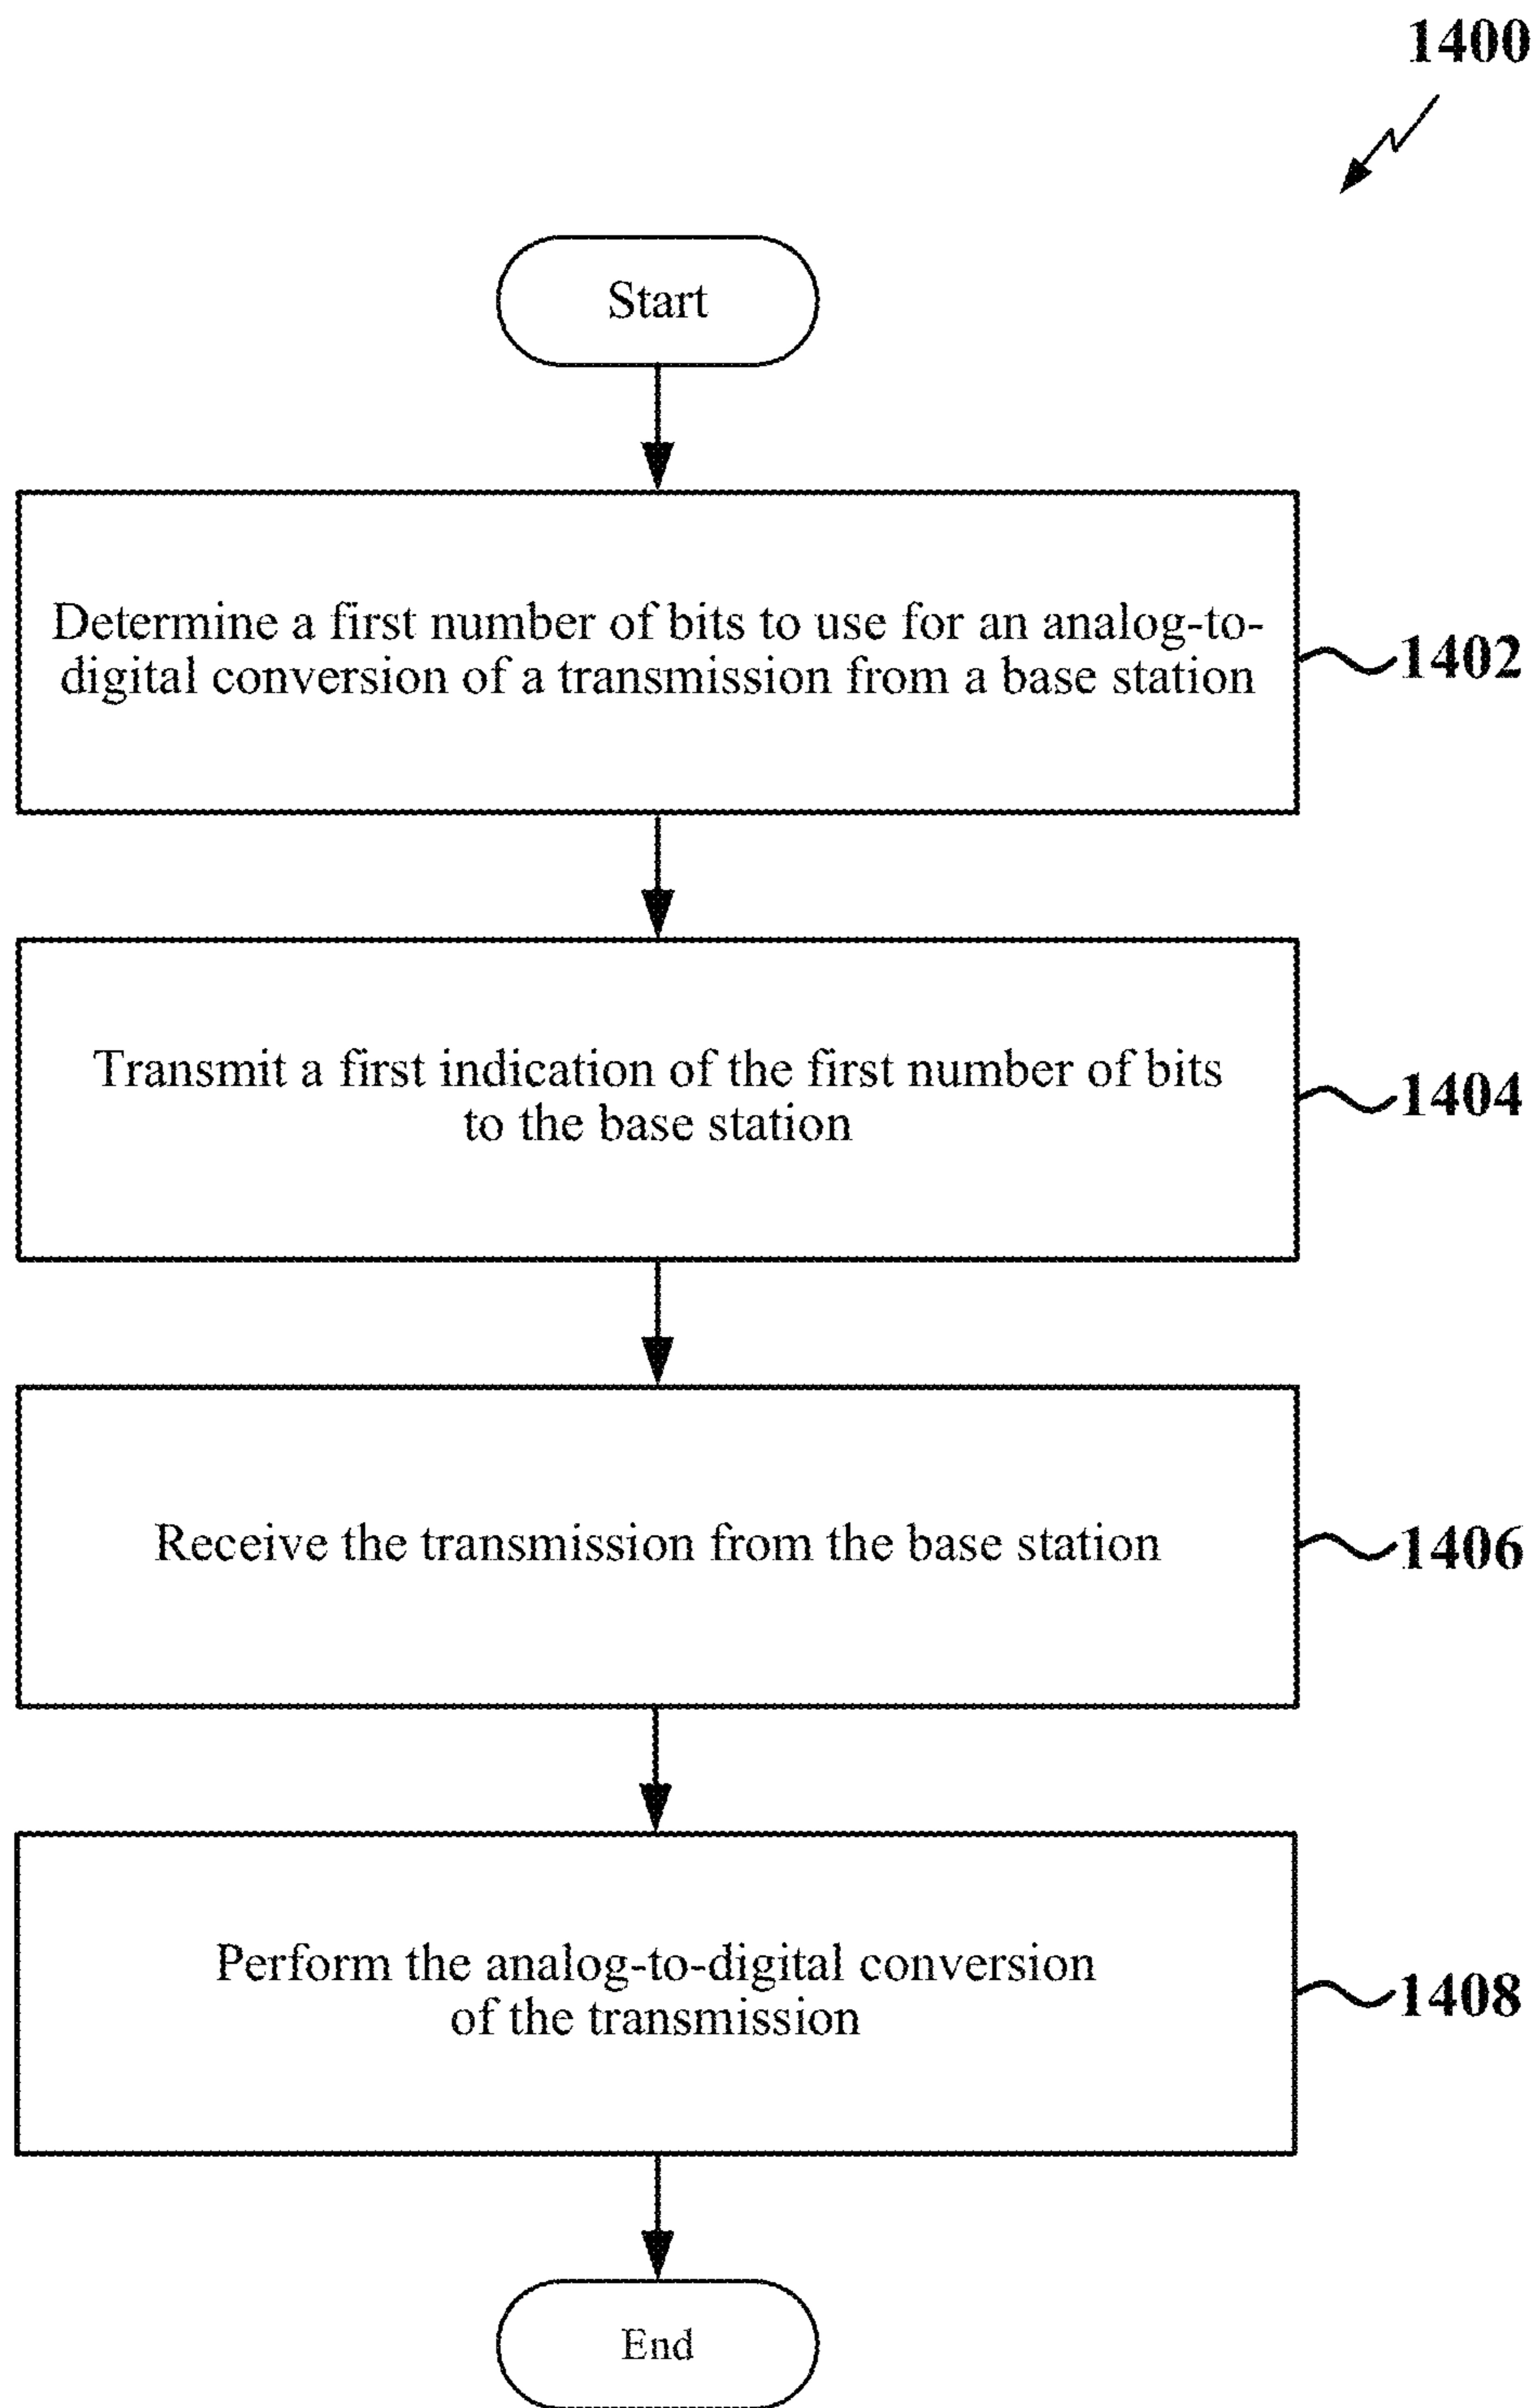 1400
Start
Determine a first number of bits to use for an analog-to-
digital conversion of a transmission from a base station
1402
Transmit a first indication of the first number of bits
to the base station
1404
Receive the transmission from the base station
1406
Perform the analog-to-digital conversion
of the transmission
1408
End